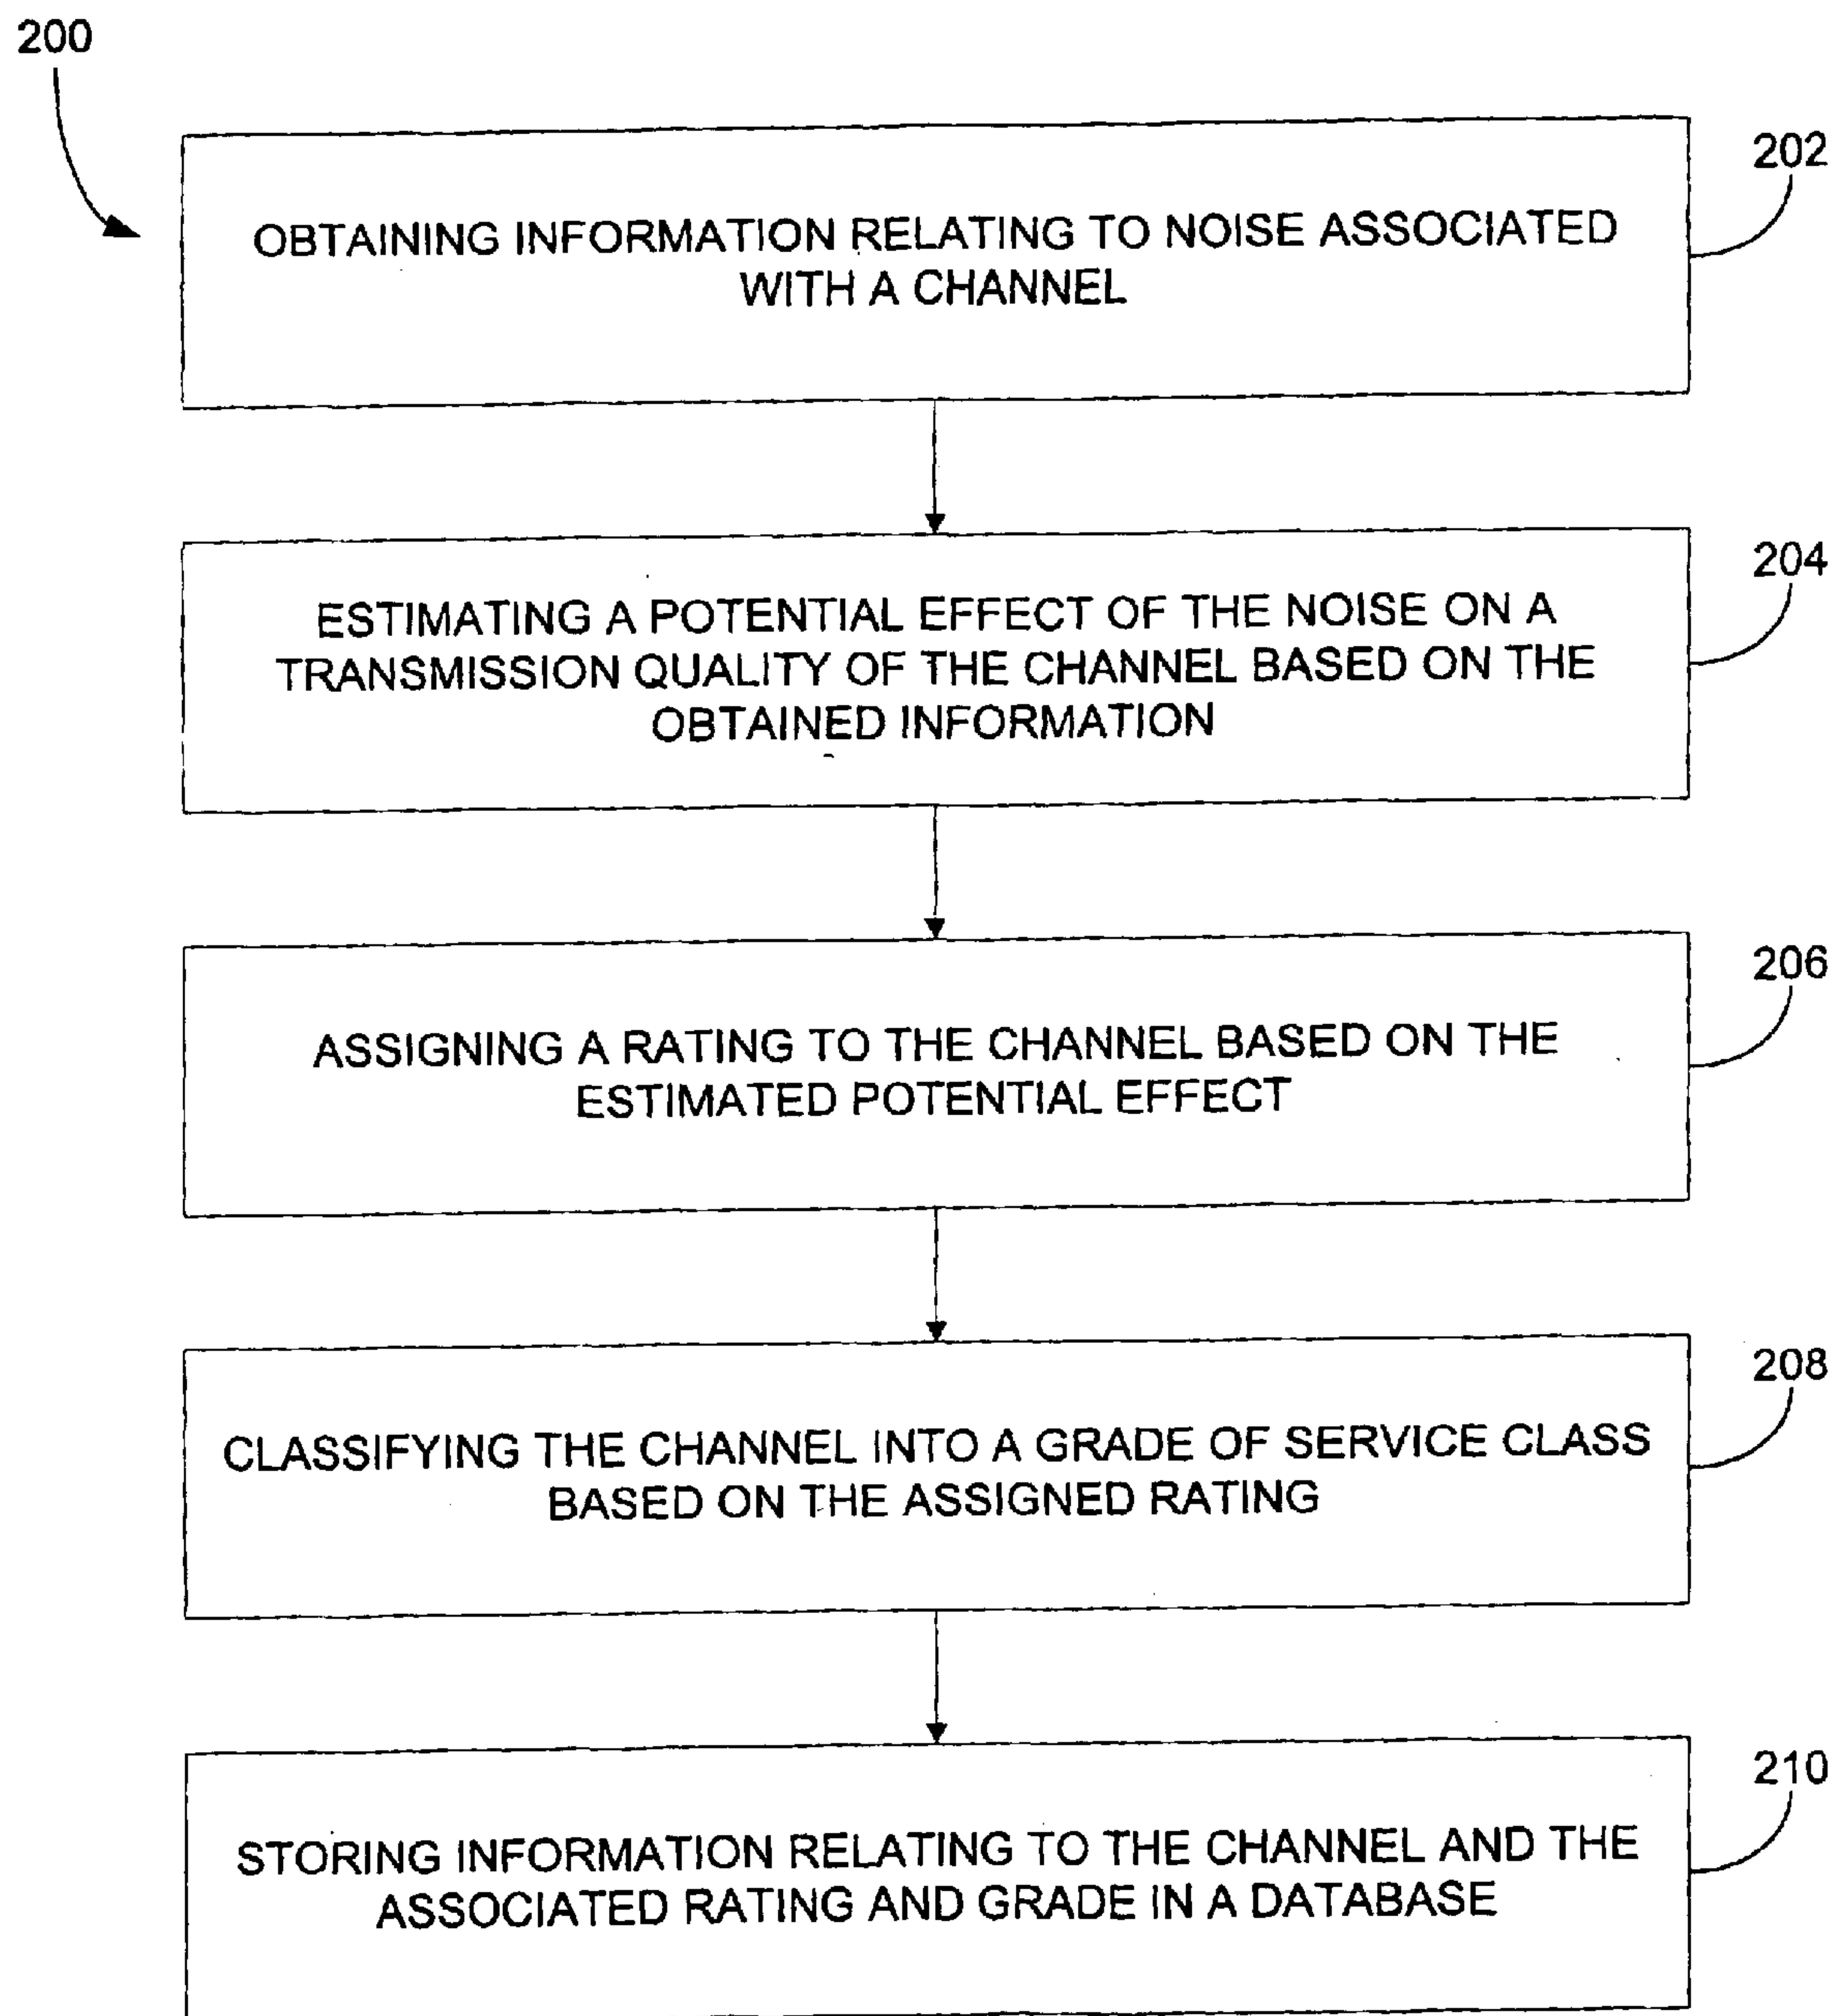 200
202
OBTAINING INFORMATION RELATING TO NOISE ASSOCIATED
WITH A CHANNEL
204
ESTIMATING A POTENTIAL EFFECT OF THE NOISE ON A
TRANSMISSION QUALITY OF THE CHANNEL BASED ON THE
OBTAINED INFORMATION
206
ASSIGNING A RATING TO THE CHANNEL BASED ON THE
ESTIMATED POTENTIAL EFFECT
208
CLASSIFYING THE CHANNEL INTO A GRADE OF SERVICE CLASS
BASED ON THE ASSIGNED RATING
210
STORING INFORMATION RELATING TO THE CHANNEL AND THE
ASSOCIATED RATING AND GRADE IN A DATABASE